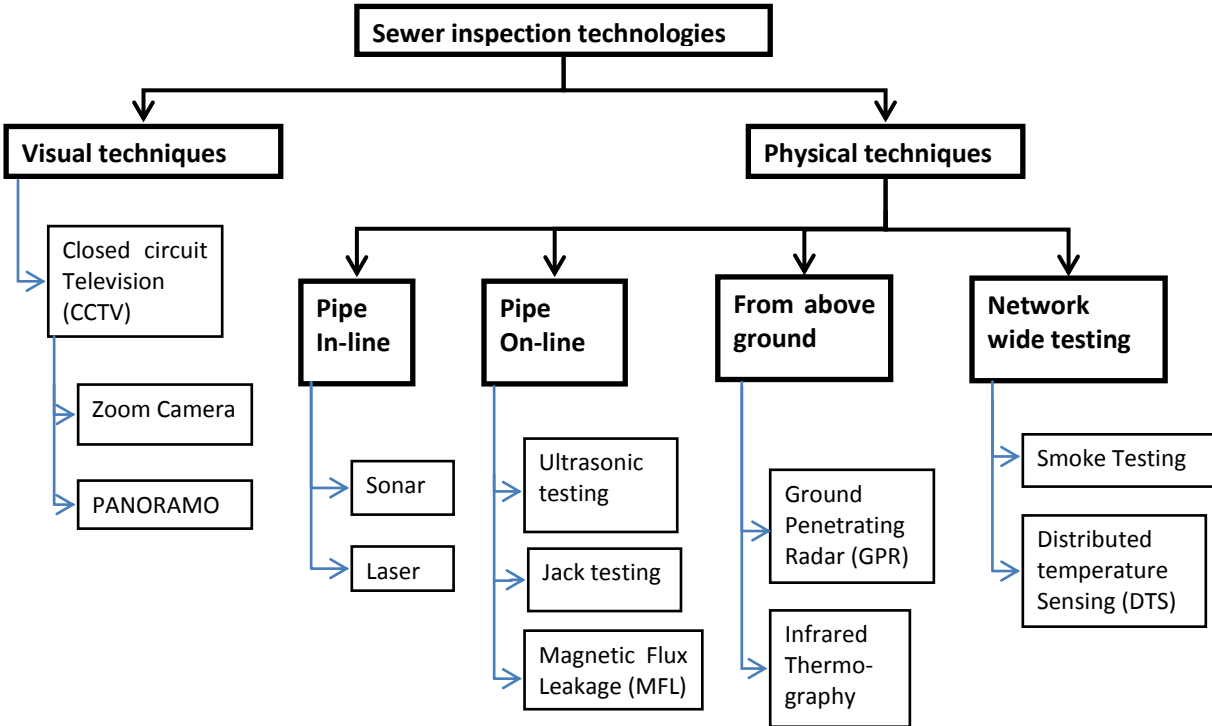 Sewer inspection technologies
Visual techniques
Physical techniques
Closed circuit
Television
(CCTV)
Zoom Camera
PANORAMO
Pipe
In-line
Sonar
Laser
Pipe
On-line
Ultrasonic
testing
Jack testing
Magnetic Flux
Leakage (MFL)
From above
ground
Ground
Penetrating
Radar (GPR)
Infrared
Thermo-
graphy
Network
wide testing
Smoke Testing
Distributed
temperature
Sensing (DTS)